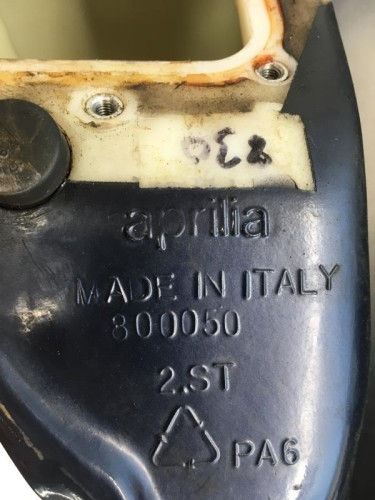 aprilia
MADE IN ITALY
800050
2.ST
PA6